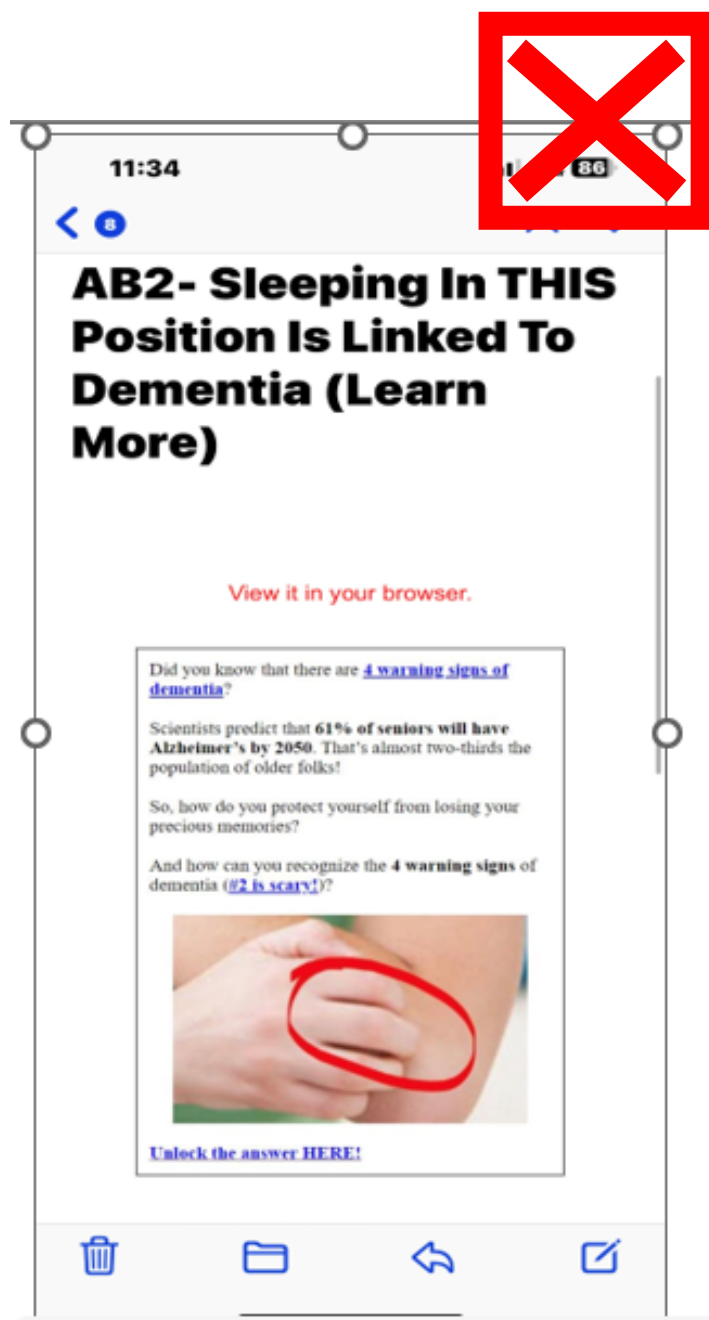 11:34
86
8
AB2- Sleeping In THIS
Position Is Linked To
Dementia (Learn
More)
View it in your browser.
Did you know that there are 4 warning signs of
dementia?
Scientists predict that 61% of seniors will have
Alzheimer's by 2050. That's almost two-thirds the
population of older folks!
So, how do you protect yourself from losing your
precious memories?
And how can you recognize the 4 warning signs of
dementia (#2 is scary!)?
Unlock the answer HERE!